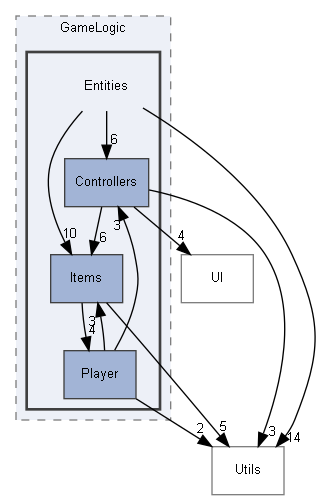 GameLogic
Entities
6
Controllers
10
6
3
4
Items
UI
3
4
Player
2
5
3
14
Utils